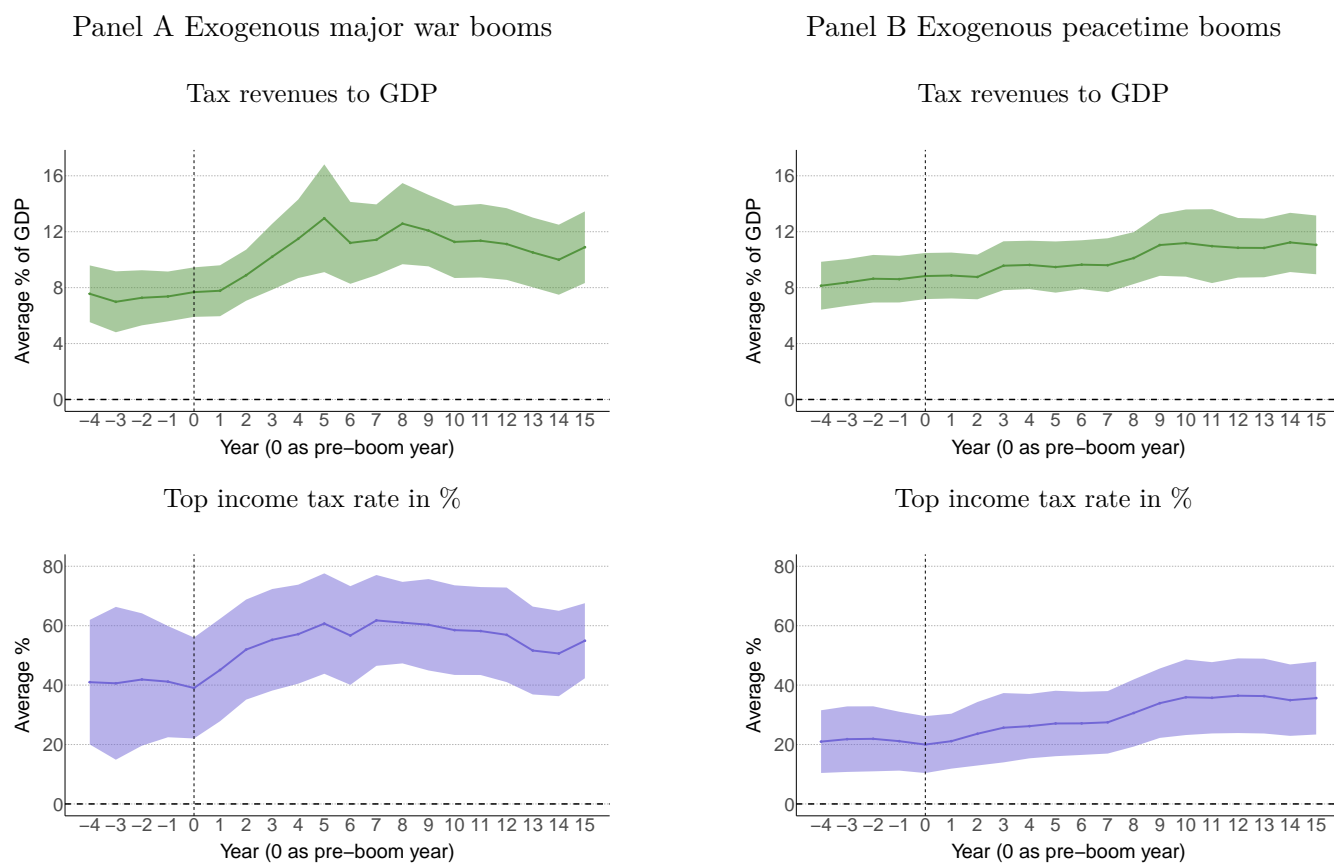 Panel A Exogenous major war booms
Tax revenues to GDP
Average % of GDP
16
12
8
4
0
−4 −3 −2 −1 0 1 2 3 4 5 6 7 8 9 10 11 12 13 14 15
Year (0 as pre−boom year)
Top income tax rate in %
Average %
80
60
40
20
0
−4 −3 −2 −1 0 1 2 3 4 5 6 7 8 9 10 11 12 13 14 15
Year (0 as pre−boom year)
Panel B Exogenous peacetime booms
Tax revenues to GDP
Average % of GDP
16
12
8
4
0
−4 −3 −2 −1 0 1 2 3 4 5 6 7 8 9 10 11 12 13 14 15
Year (0 as pre−boom year)
Top income tax rate in %
Average %
80
60
40
20
0
−4 −3 −2 −1 0 1 2 3 4 5 6 7 8 9 10 11 12 13 14 15
Year (0 as pre−boom year)